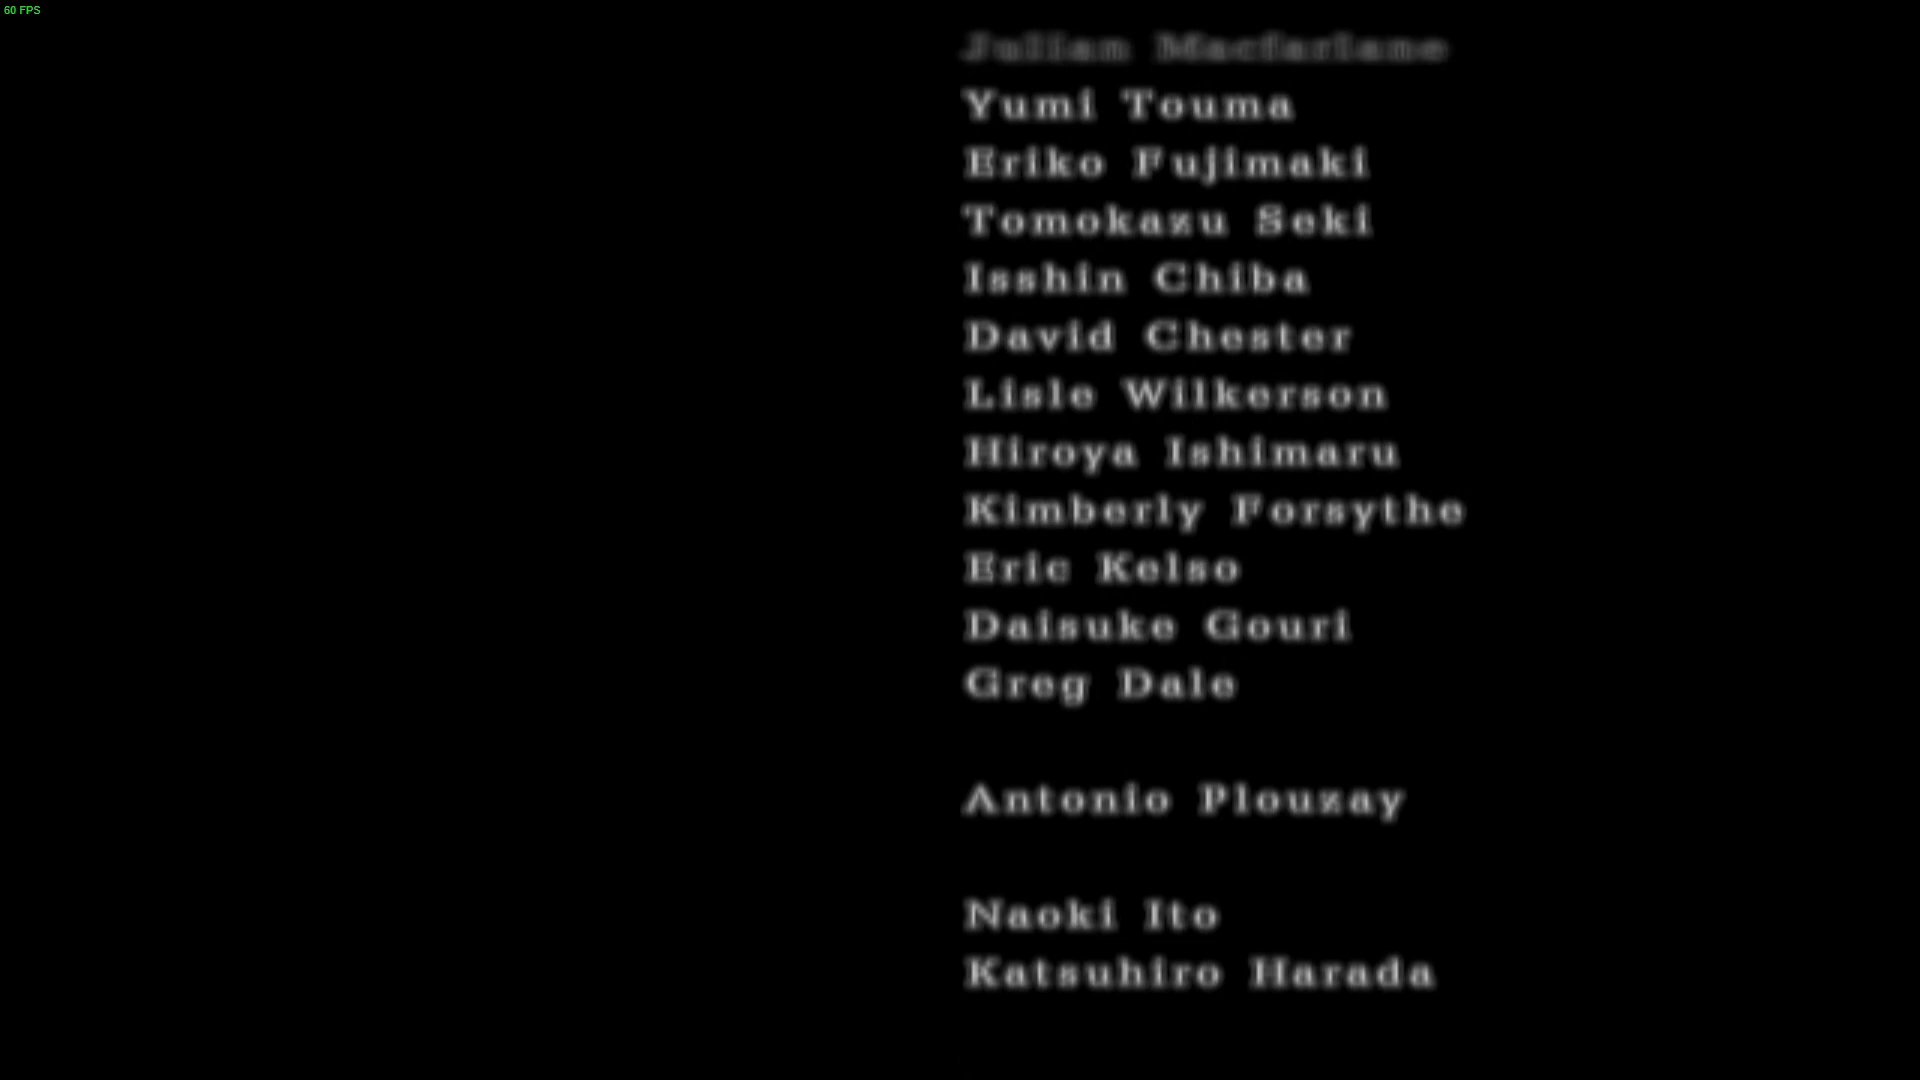 60 FPS
Julian Macfarlane
Yumi Touma
Eriko Fujimaki
Tomokazu Seki
Isshin Chiba
David Chester
Lisle Wilkerson
Hiroya Ishimaru
Kimberly Forsythe
Eric Kelso
Daisuke Gouri
Greg Dale
Antonio Plouzay
Naoki Ito
Katsuhiro Harada